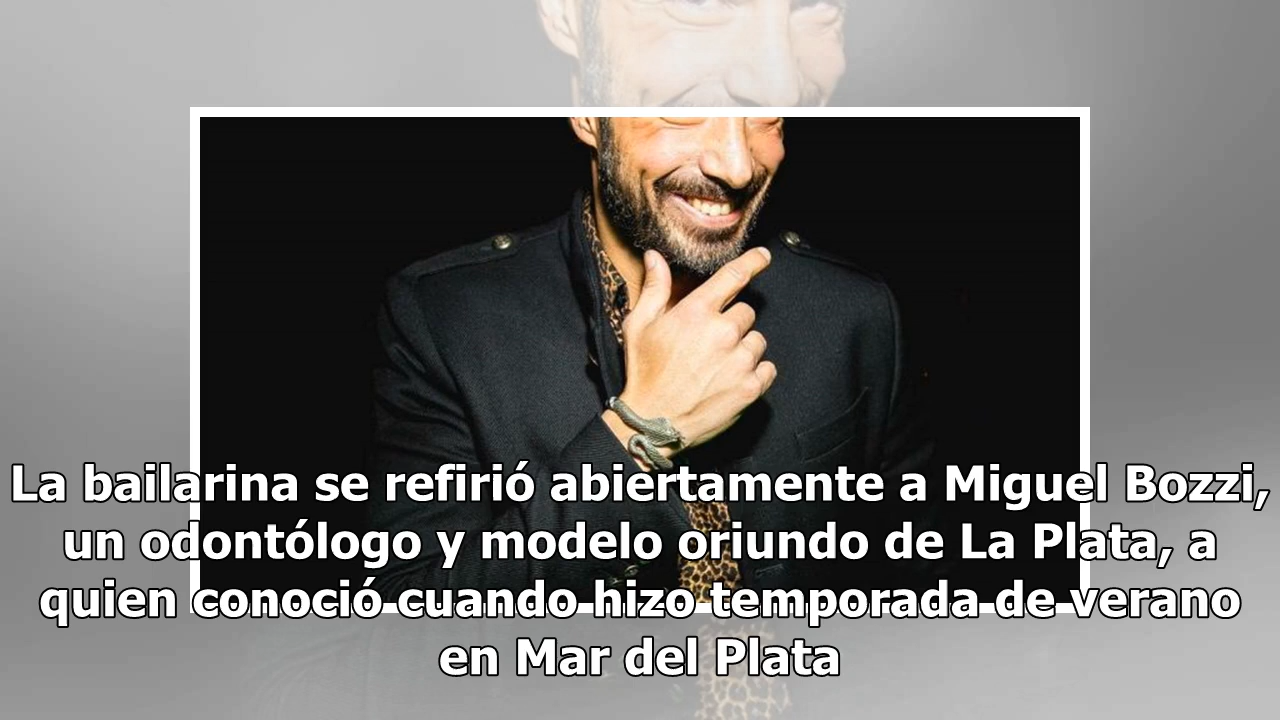 La bailarina se refirió abiertamente a Miguel Bozzi,
un odontólogo y modelo oriundo de La Plata, a
quien conoció cuando hizo temporada de verano
en Mar del Plata